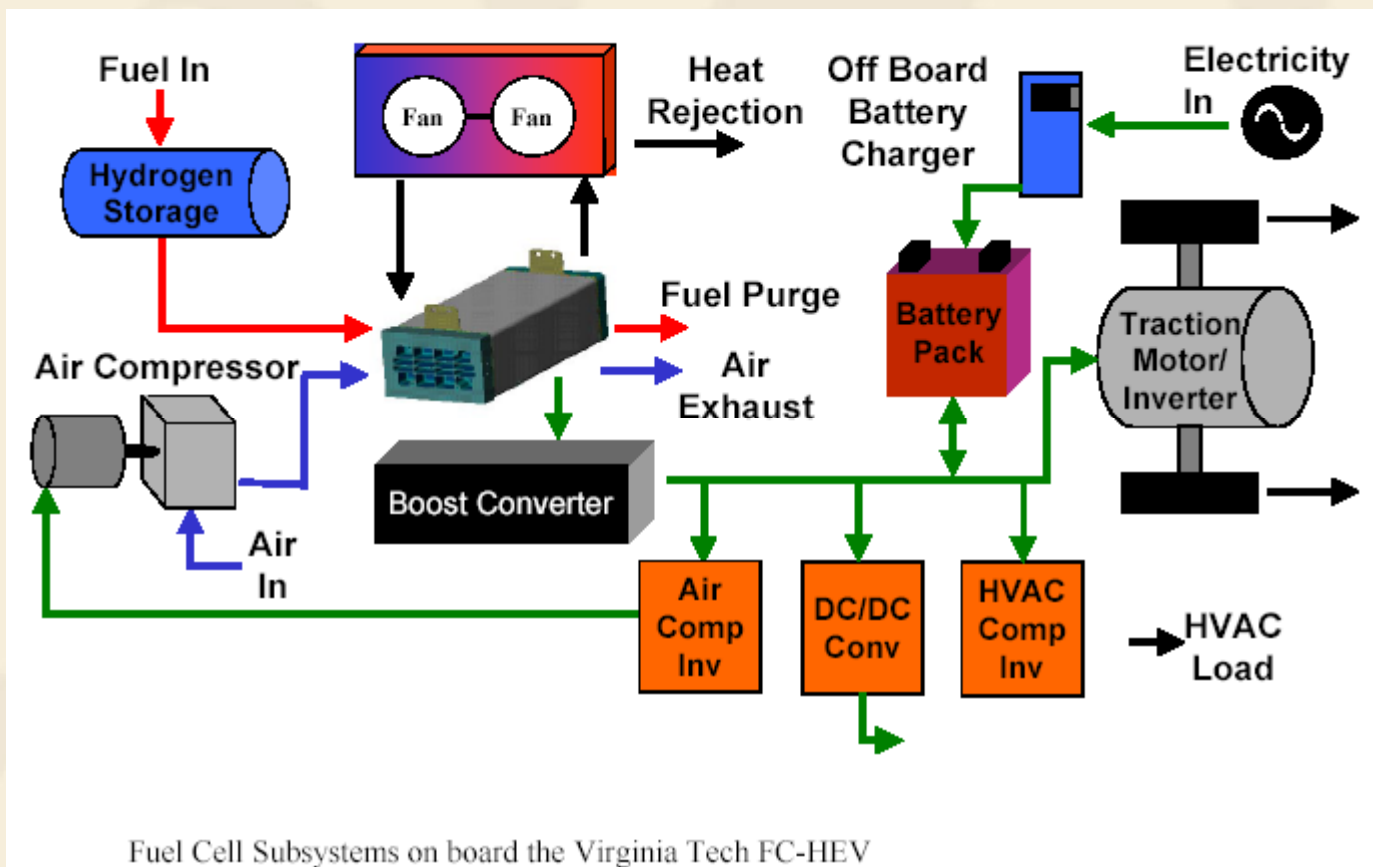 Fuel In
Fan
Fan
Heat
Rejection
Off Board
Battery
Charger
Electricity
In
Hydrogen
Storage
Fuel Purge
Air
Exhaust
Battery
Pack
Traction
Motor/
Inverter
Air Compressor
Air
In
Boost Converter
Air
Comp
Inv
DC/DC
Conv
HVAC
Comp
Inv
HVAC
Load
Fuel Cell Subsystems on board the Virginia Tech FC-HEV